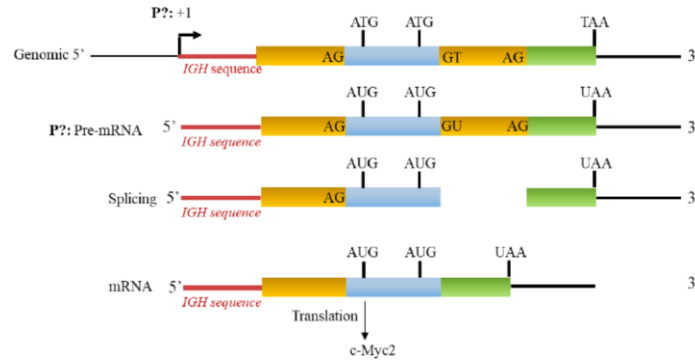 P?: +1
ATG ATG TAA
Genomic 5’ AG GT AG 3
IGH sequence
AUG AUG UAA
P?: Pre-mRNA 5’ AG GU AG 3
IGH sequence
AUG AUG UAA
Splicing 5’ AG 3
IGH sequence
AUG AUG UAA
mRNA 5’ 3
IGH sequence
Translation
c-Myc2